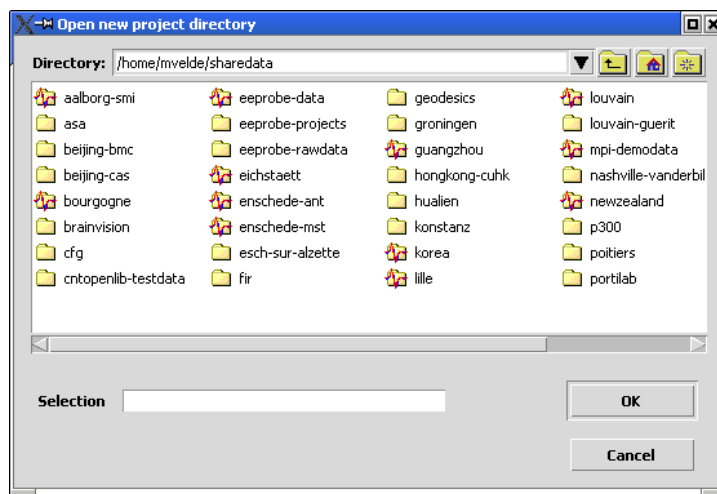 Open new project directory
Directory: /home/mvelde/sharedata
aalborg-smi eeprobe-data geodesics louvain
asa eeprobe-projects groningen louvain-guerit
beijing-bmc eeprobe-rawdata guangzhou mpi-demodata
beijing-cas eichstaett hongkong-cuhk nashville-vanderbil
bourgogne enschede-ant hualien newzealand
brainvision enschede-mst konstanz p300
cfg esch-sur-alzette korea poitiers
cntopenlib-testdata fir lille portilab
Selection OK
Cancel